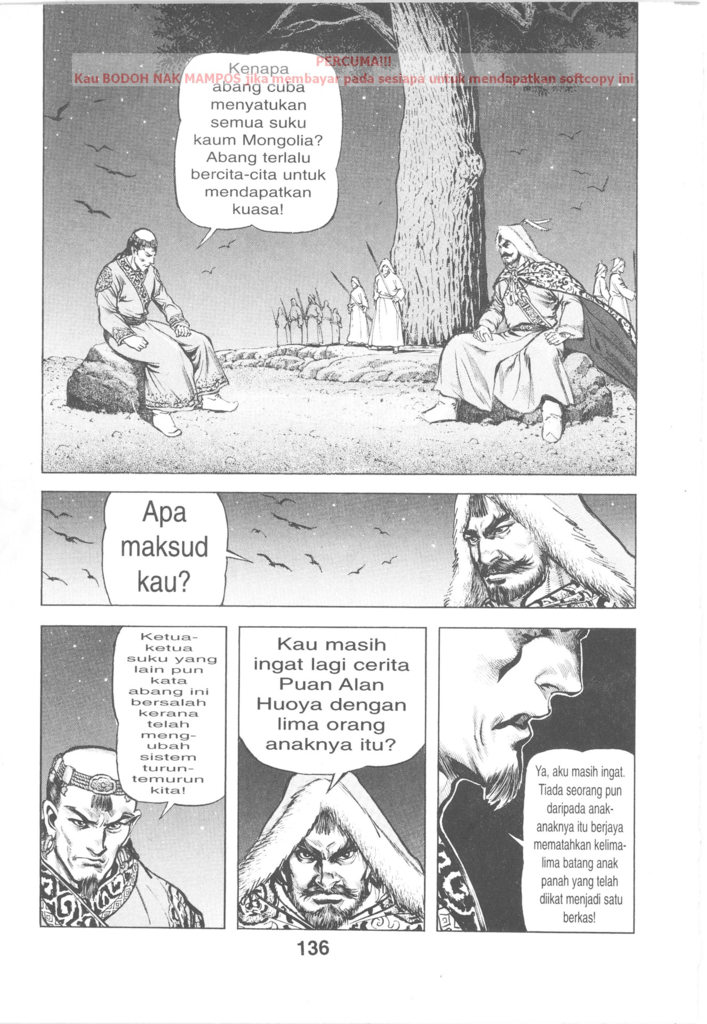 PERCUMA!!!
Kau BODOH NAK MAMPOS jika membayar pada sesiapa untuk mendapatkan softcopy ini
Kenapa
abang cuba
menyatukan
semua suku
kaum Mongolia?
Abang terlalu
bercita-cita untuk
mendapatkan
kuasa!
Apa
maksud
kau?
Ketua-
ketua
suku yang
lain pun
kata
abang ini
bersalah
kerana
telah
meng-
ubah
sistem
turun-
temurun
kita!
Kau masih
ingat lagi cerita
Puan Alan
Huoya dengan
lima orang
anaknya itu?
Ya, aku masih ingat.
Tiada seorang pun
daripada anak-
anaknya itu berjaya
mematahkan kelima-
lima batang anak
panah yang telah
diikat menjadi satu
berkas!
136